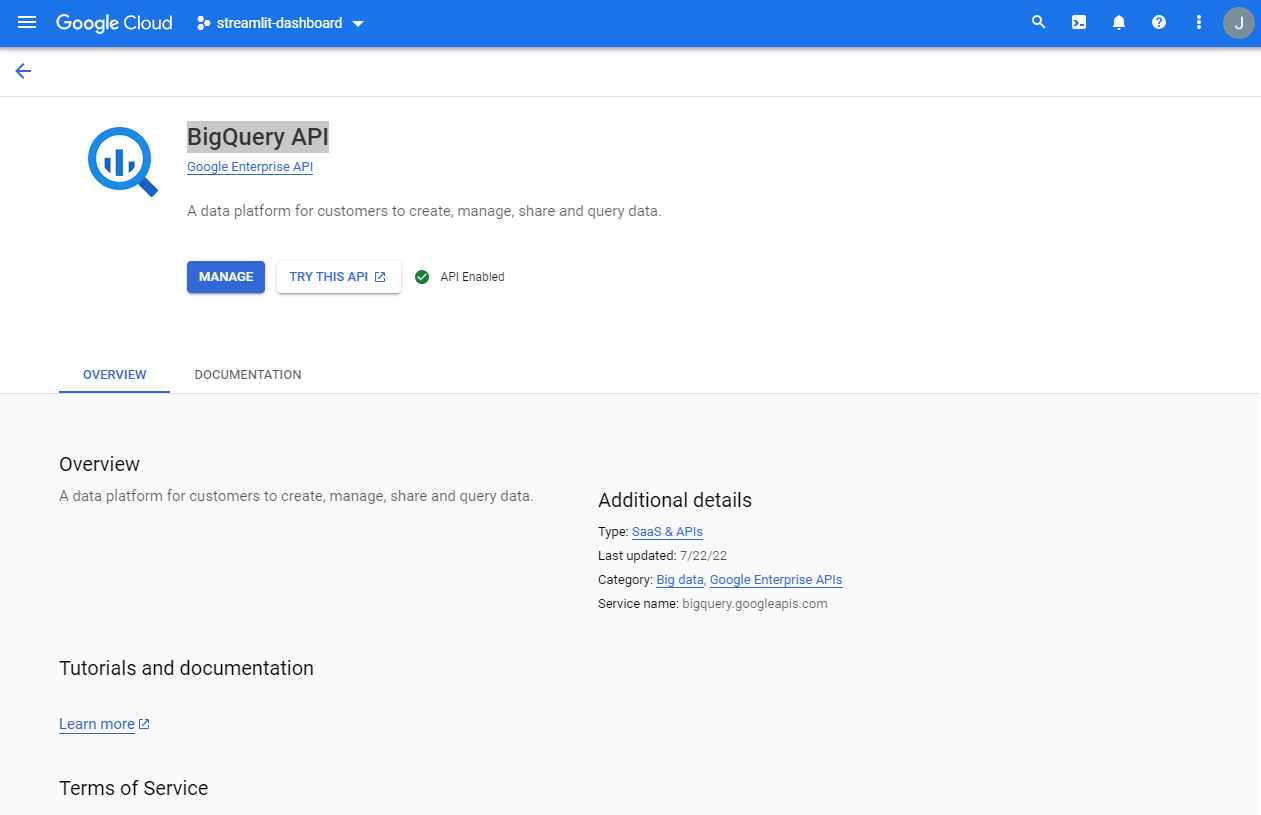 Google Cloud streamlit-dashboard J
BigQuery API
Google Enterprise API
A data platform for customers to create, manage, share and query data.
MANAGE TRY THIS API API Enabled
OVERVIEW DOCUMENTATION
Overview
A data platform for customers to create, manage, share and query data.
Additional details
Type: SaaS & APIs
Last updated: 7/22/22
Category: Big data, Google Enterprise APIs
Service name: bigquery.googleapis.com
Tutorials and documentation
Learn more
Terms of Service